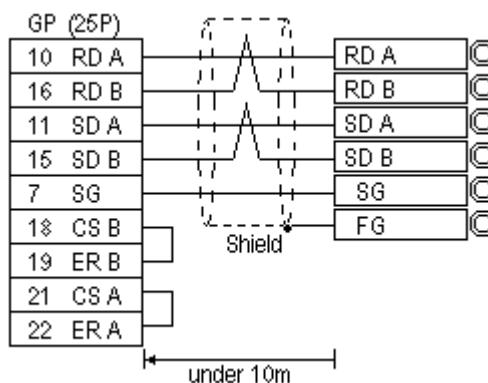 GP (25P)
10 RD A RD A
16 RD B RD B
11 SD A SD A
15 SD B SD B
7 SG SG
18 CS B FG
Shield
19 ER B
21 CS A
22 ER A
under 10m